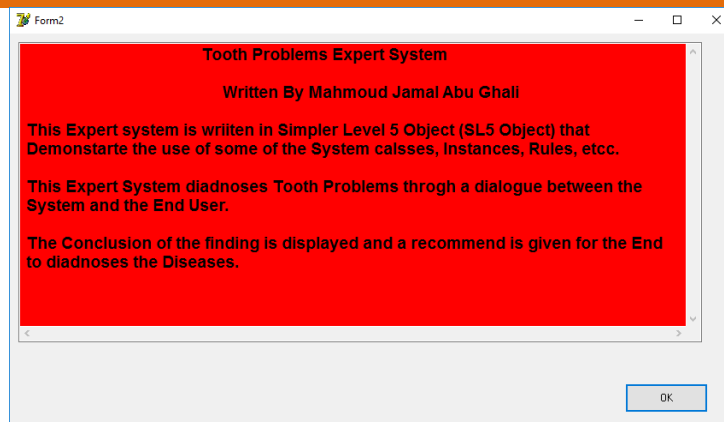 Form2
Tooth Problems Expert System
Written By Mahmoud Jamal Abu Ghali
This Expert system is wriiten in Simpler Level 5 Object (SL5 Object) that
Demonstarte the use of some of the System calsses, Instances, Rules, etcc.
This Expert System diadnoses Tooth Problems throgh a dialogue between the
System and the End User.
The Conclusion of the finding is displayed and a recommend is given for the End
to diadnoses the Diseases.
OK